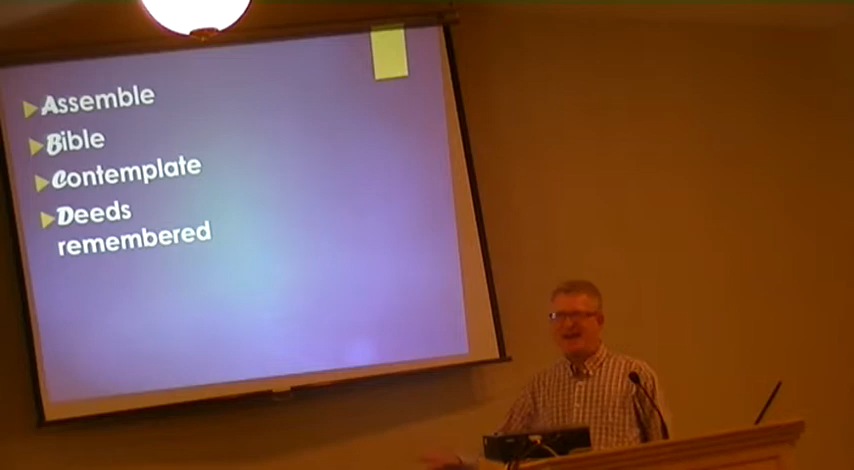 Assemble
Bible
Contemplate
Deeds
remembered